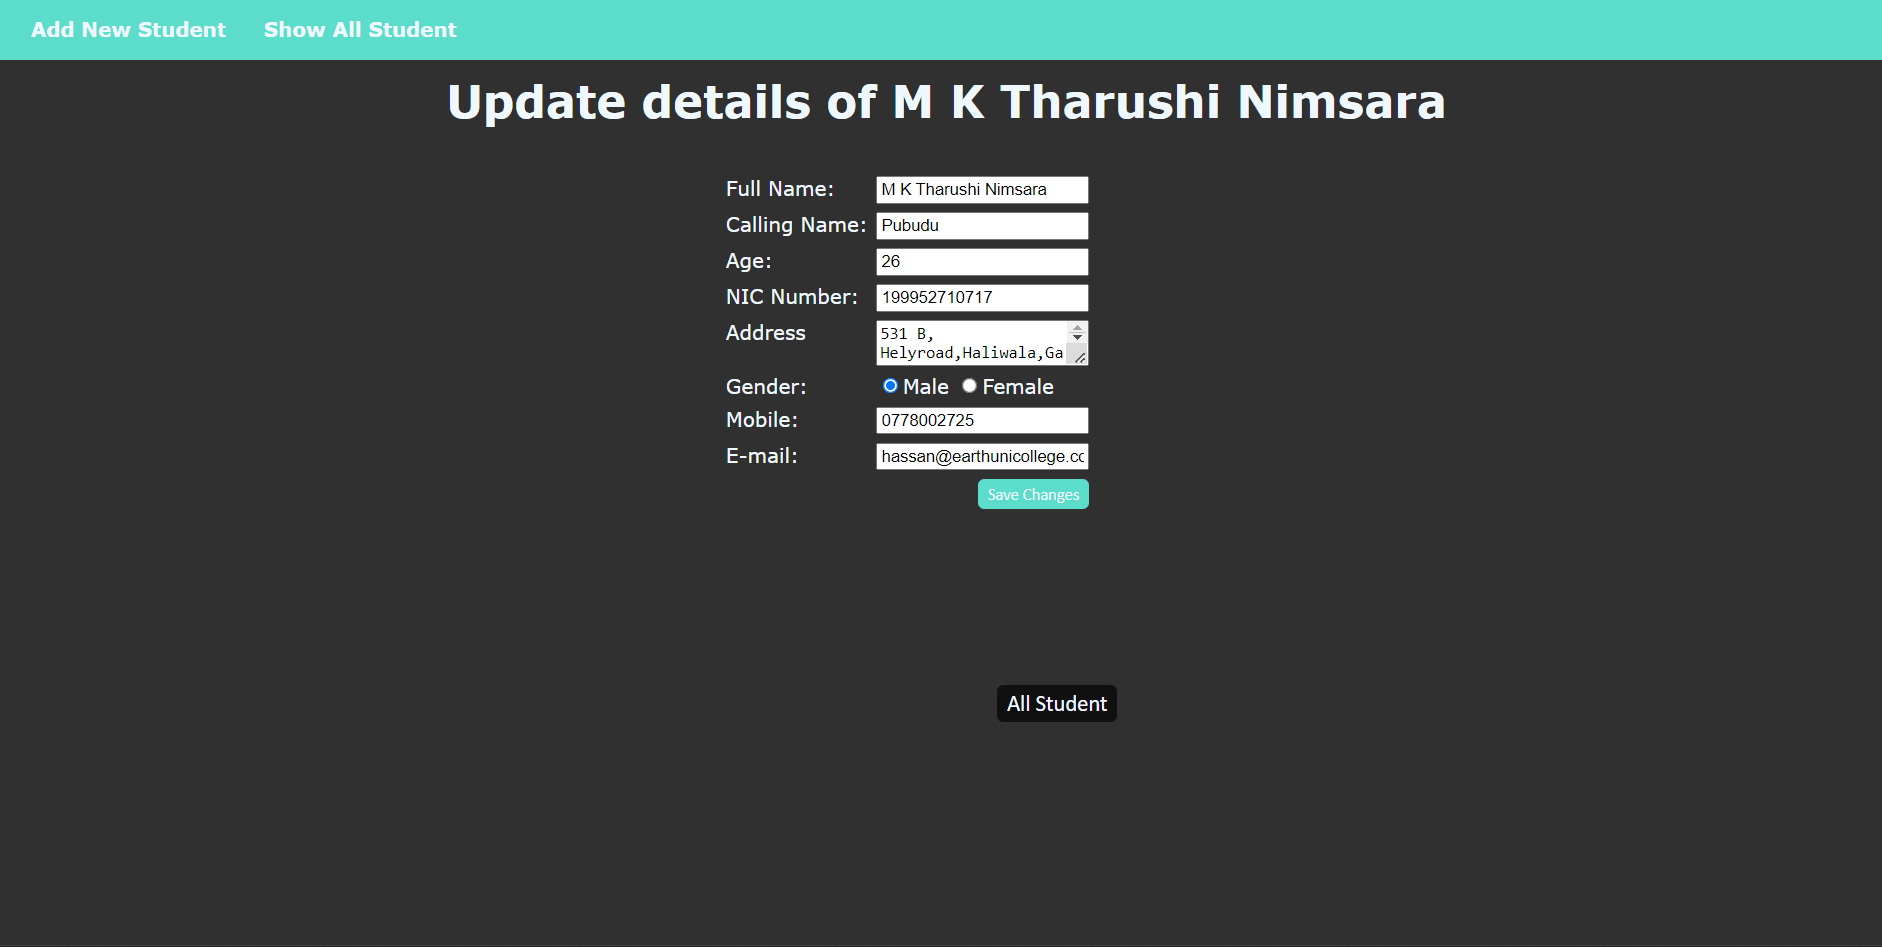 Add New Student Show All Student
Update details of M K Tharushi Nimsara
Full Name: M K Tharushi Nimsara
Calling Name: Pubudu
Age: 26
NIC Number: 199952710717
Address 531 B,
Helyroad,Haliwala,Ga
Gender: Male Female
Mobile: 0778002725
E-mail: hassan@earthunicollege.cc
Save Changes
All Student